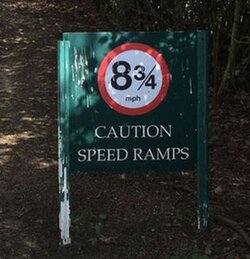 8¾
mph
CAUTION
SPEED RAMPS